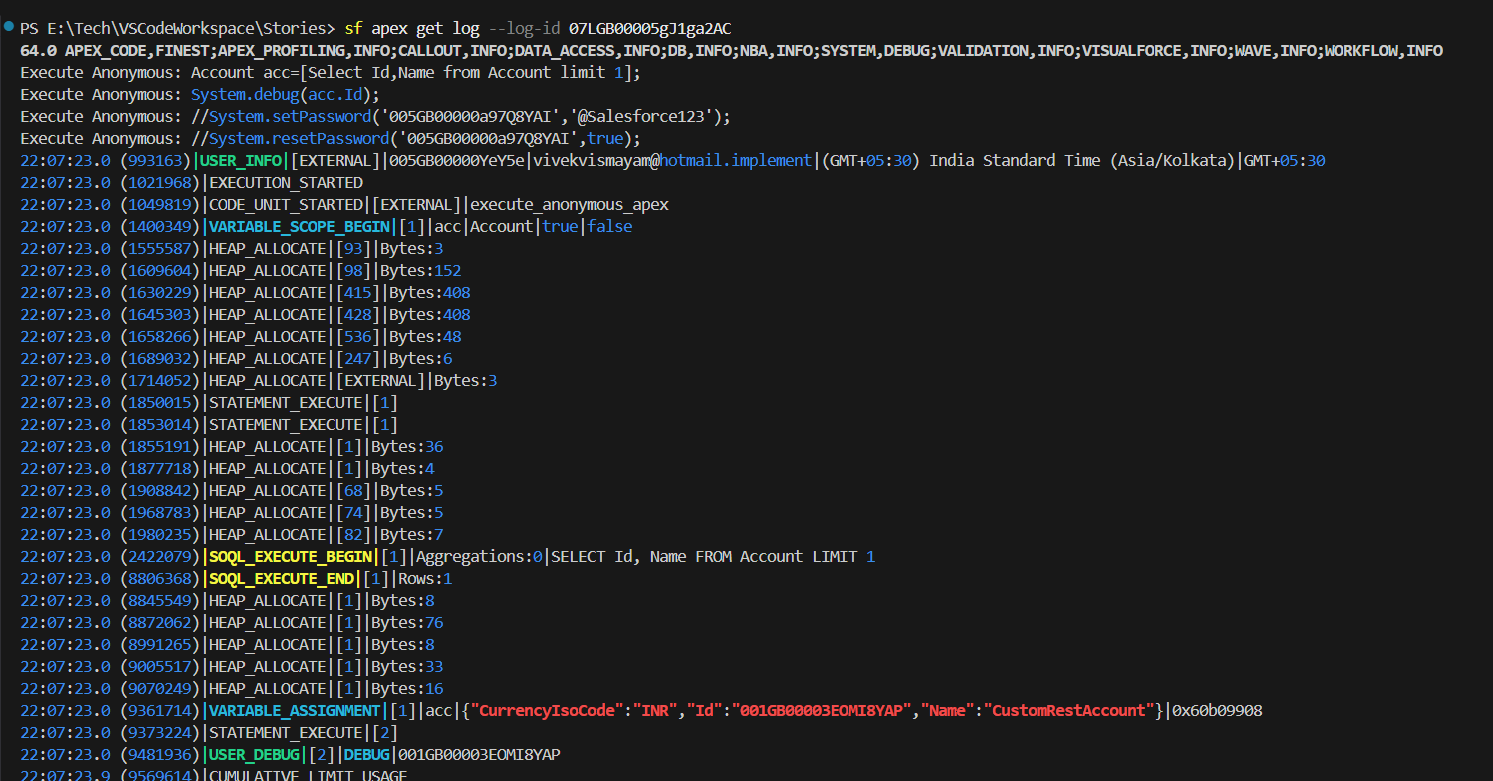 PS E:\Tech\VSCodeWorkspace\Stories> sf apex get log --log-id 07LGB00005gJ1ga2AC
64.0 APEX_CODE,FINEST;APEX_PROFILING,INFO;CALLOUT,INFO;DATA_ACCESS,INFO;DB,INFO;NBA,INFO;SYSTEM,DEBUG;VALIDATION,INFO;VISUALFORCE,INFO;WAVE,INFO;WORKFLOW,INFO
Execute Anonymous: Account acc=[Select Id,Name from Account limit 1];
Execute Anonymous: System.debug(acc.Id);
Execute Anonymous: //System.setPassword('005GB00000a97Q8YAI','@Salesforce123');
Execute Anonymous: //System.resetPassword('005GB00000a97Q8YAI',true);
22:07:23.0 (993163)|USER_INFO|[EXTERNAL]|005GB00000YeY5e|vivekvismayam@hotmail.implement|(GMT+05:30) India Standard Time (Asia/Kolkata)|GMT+05:30
22:07:23.0 (1021968)|EXECUTION_STARTED
22:07:23.0 (1049819)|CODE_UNIT_STARTED|[EXTERNAL]|execute_anonymous_apex
22:07:23.0 (1400349)|VARIABLE_SCOPE_BEGIN|[1]|acc|Account|true|false
22:07:23.0 (1555587)|HEAP_ALLOCATE|[93]|Bytes:3
22:07:23.0 (1609604)|HEAP_ALLOCATE|[98]|Bytes:152
22:07:23.0 (1630229)|HEAP_ALLOCATE|[415]|Bytes:408
22:07:23.0 (1645303)|HEAP_ALLOCATE|[428]|Bytes:408
22:07:23.0 (1658266)|HEAP_ALLOCATE|[536]|Bytes:48
22:07:23.0 (1689032)|HEAP_ALLOCATE|[247]|Bytes:6
22:07:23.0 (1714052)|HEAP_ALLOCATE|[EXTERNAL]|Bytes:3
22:07:23.0 (1850015)|STATEMENT_EXECUTE|[1]
22:07:23.0 (1853014)|STATEMENT_EXECUTE|[1]
22:07:23.0 (1855191)|HEAP_ALLOCATE|[1]|Bytes:36
22:07:23.0 (1877718)|HEAP_ALLOCATE|[1]|Bytes:4
22:07:23.0 (1908842)|HEAP_ALLOCATE|[68]|Bytes:5
22:07:23.0 (1968783)|HEAP_ALLOCATE|[74]|Bytes:5
22:07:23.0 (1980235)|HEAP_ALLOCATE|[82]|Bytes:7
22:07:23.0 (2422079)|SOQL_EXECUTE_BEGIN|[1]|Aggregations:0|SELECT Id, Name FROM Account LIMIT 1
22:07:23.0 (8806368)|SOQL_EXECUTE_END|[1]|Rows:1
22:07:23.0 (8845549)|HEAP_ALLOCATE|[1]|Bytes:8
22:07:23.0 (8872062)|HEAP_ALLOCATE|[1]|Bytes:76
22:07:23.0 (8991265)|HEAP_ALLOCATE|[1]|Bytes:8
22:07:23.0 (9005517)|HEAP_ALLOCATE|[1]|Bytes:33
22:07:23.0 (9070249)|HEAP_ALLOCATE|[1]|Bytes:16
22:07:23.0 (9361714)|VARIABLE_ASSIGNMENT|[1]|acc|{"CurrencyIsoCode":"INR","Id":"001GB00003EOMI8YAP","Name":"CustomRestAccount"}|0x60b09908
22:07:23.0 (9373224)|STATEMENT_EXECUTE|[2]
22:07:23.0 (9481936)|USER_DEBUG|[2]|DEBUG|001GB00003EOMI8YAP
22:07:23.9 (9569614)|CUMULATIVE_LIMIT_USAGE